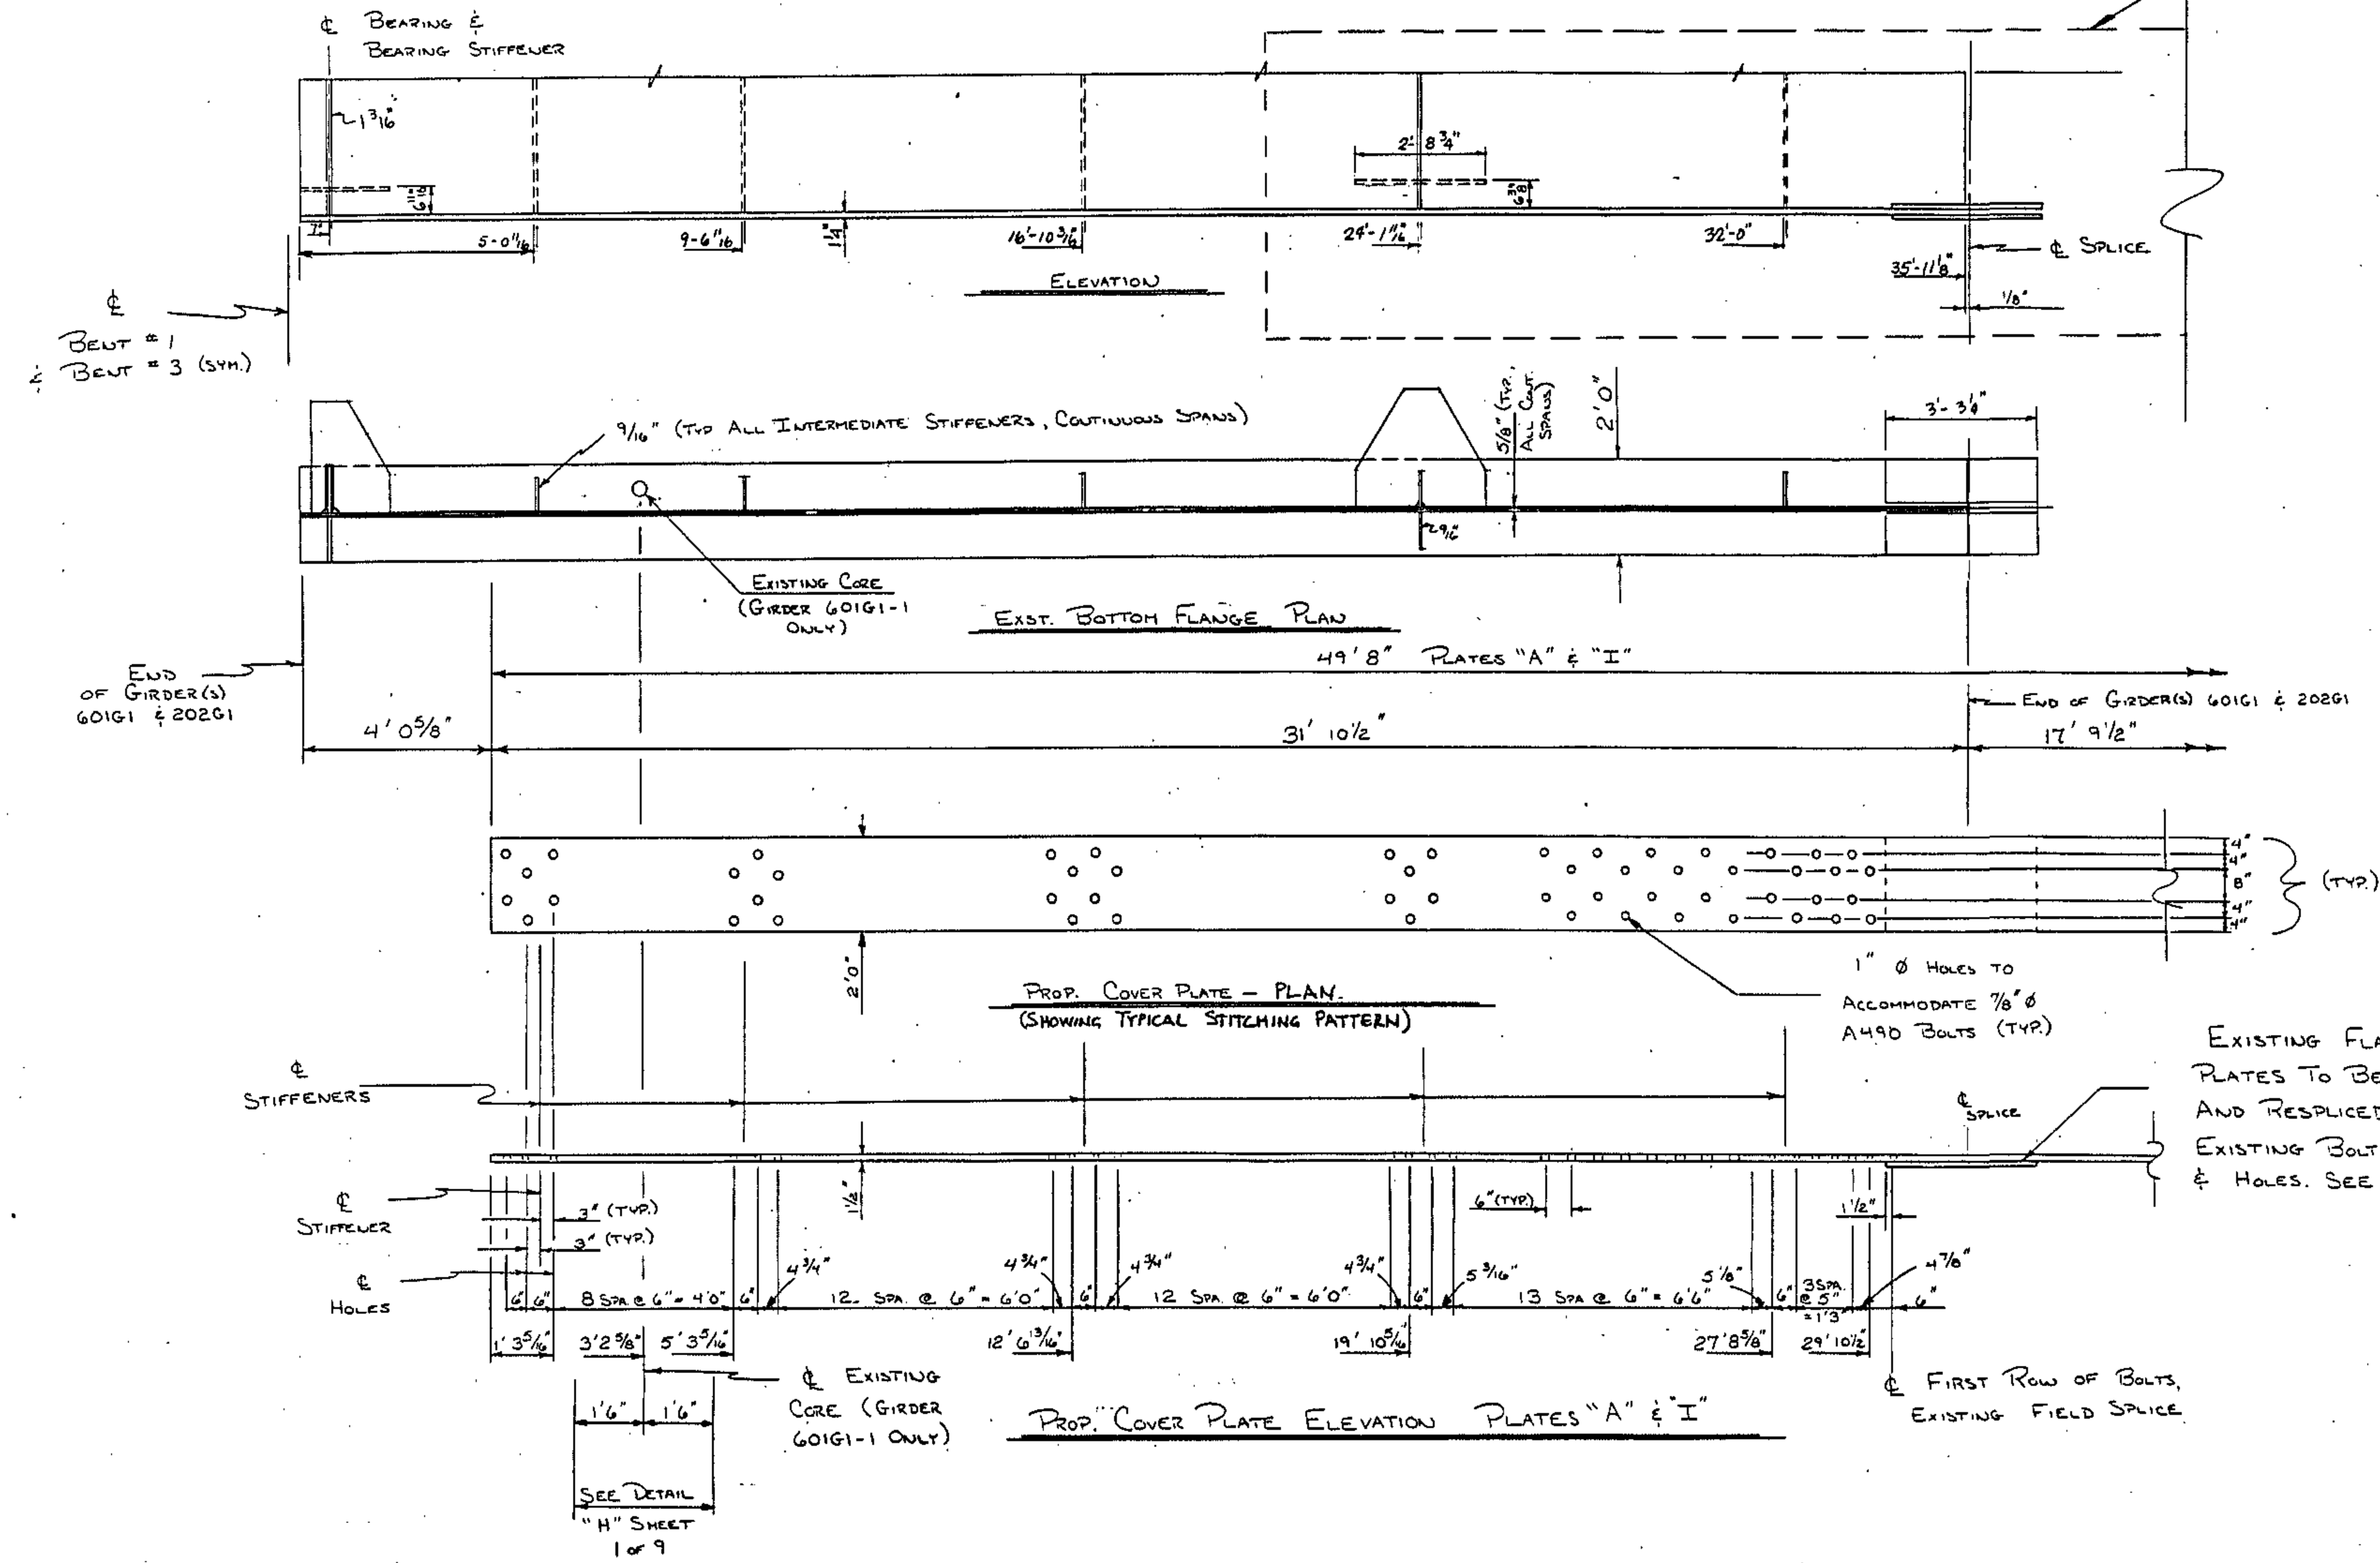 ℄ BEARING &
BEARING STIFFENER
1 3/16"
2'- 8 3/4"
1 1/4"
7"
5-0 11/16
9-6 11/16
16'-10 3/16"
24'-1 11/16"
32'-0"
35'-11 1/8"
℄ SPLICE
1/8"
ELEVATION
℄
BENT # 1
& BENT # 3 (SYM.)
9/16" (TYP ALL INTERMEDIATE STIFFENERS, CONTINUOUS SPANS)
5/8" (TYP.,
ALL CONT.
SPANS)
2'0"
3'- 3 1/4"
9/16
EXISTING CORE
(GIRDER 601G1-1
ONLY)
EXST. BOTTOM FLANGE PLAN
49'8" PLATES "A" & "I"
END
OF GIRDER(S)
601G1 & 202G1
END OF GIRDER(S) 601G1 & 202G1
4' 0 5/8"
31' 10 1/2"
17' 9 1/2"
4"
4"
8"
4"
4"
(TYP.)
2'0"
PROP. COVER PLATE - PLAN.
(SHOWING TYPICAL STITCHING PATTERN)
1" Ø HOLES TO
ACCOMMODATE 7/8" Ø
A490 BOLTS (TYP.)
EXISTING FLA
PLATES TO BE
AND RESPLICED
EXISTING BOLT
& HOLES. SEE
℄
STIFFENERS
℄
SPLICE
1 1/2"
℄
STIFFENER
3" (TYP.)
3" (TYP.)
6" (TYP.)
1 1/2"
℄
HOLES
6" 6" 8 SPA @ 6" = 4'0" 6" 4 3/4" 12 SPA. @ 6" = 6'0" 4 3/4" 6" 4 3/4" 12 SPA. @ 6" = 6'0" 4 3/4" 6" 5 3/16" 13 SPA @ 6" = 6'6" 5 1/8" 6" 3 SPA. @ 5" = 1'3" 4 7/8" 6"
1' 3 5/16" 3'2 5/8" 5' 3 5/16" 12' 6 13/16" 19' 10 5/16" 27' 8 5/8" 29' 10 1/2"
℄ EXISTING
CORE (GIRDER
601G1-1 ONLY)
℄ FIRST ROW OF BOLTS,
EXISTING FIELD SPLICE
1'6" 1'6"
PROP. COVER PLATE ELEVATION PLATES "A" & "I"
SEE DETAIL
"H" SHEET
1 OF 9